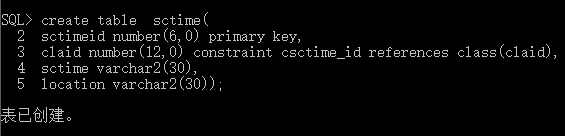 SQL> create table  sctime(
  2  sctimeid number(6,0) primary key,
  3  claid number(12,0) constraint csctime_id references class(claid),
  4  sctime varchar2(30),
  5  location varchar2(30));
表已创建。